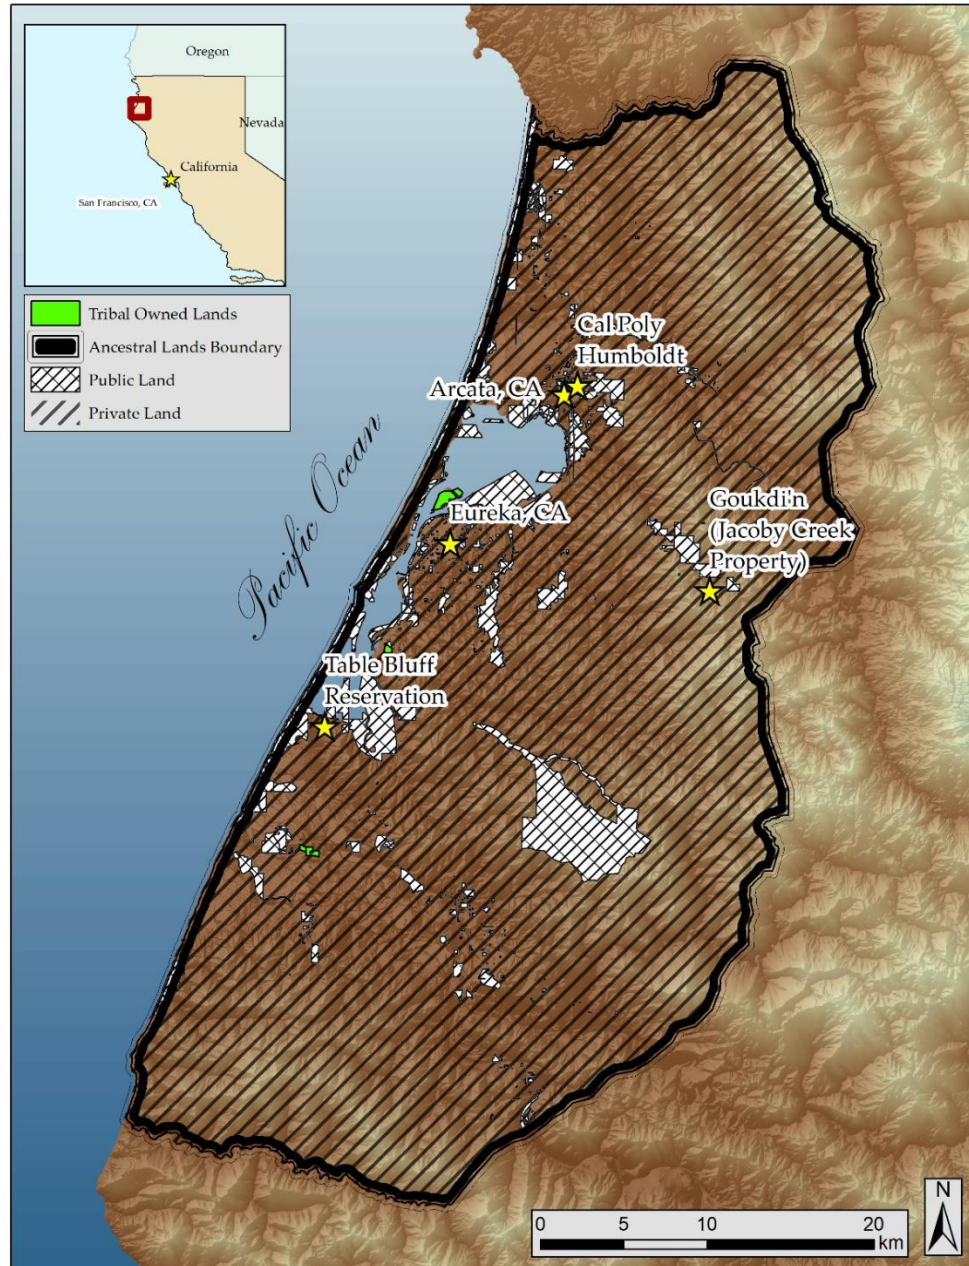 Oregon
Nevada
California
San Francisco, CA
Tribal Owned Lands
Ancestral Lands Boundary
Public Land
Private Land
Pacific Ocean
Cal Poly
Humboldt
Arcata, CA
Eureka, CA
Goukdi'n
(Jacoby Creek
Property)
Table Bluff
Reservation
N
0 5 10 20
km